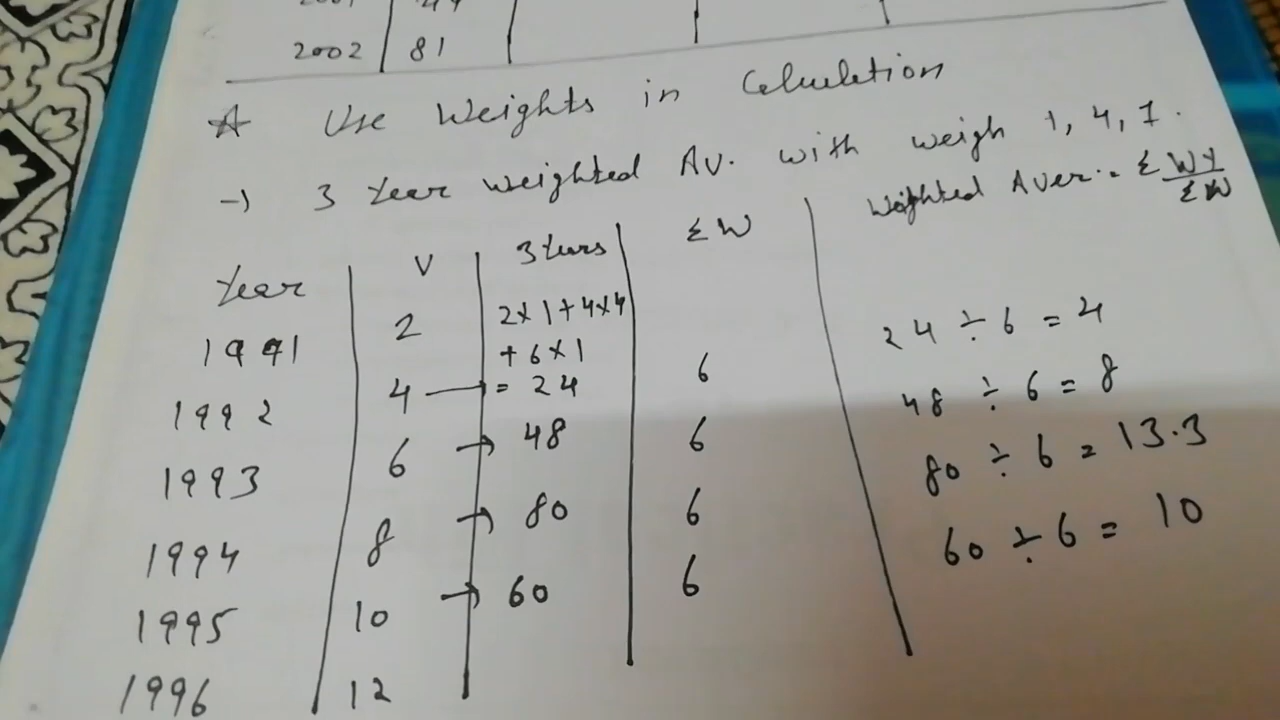 2001 49
2002 81
Use Weights in Calculation
→ 3 Year weighted Av. with weigh 1, 4, 1.
Weighted Aver. = Σ WY / ΣW
Year V 3 Years ΣW
1991 2 2×1+4×4
+6×1
1992 4 = 24 6 24 ÷ 6 = 4
1993 6 → 48 6 48 ÷ 6 = 8
1994 8 → 80 6 80 ÷ 6 = 13.3
1995 10 → 60 6 60 ÷ 6 = 10
1996 12